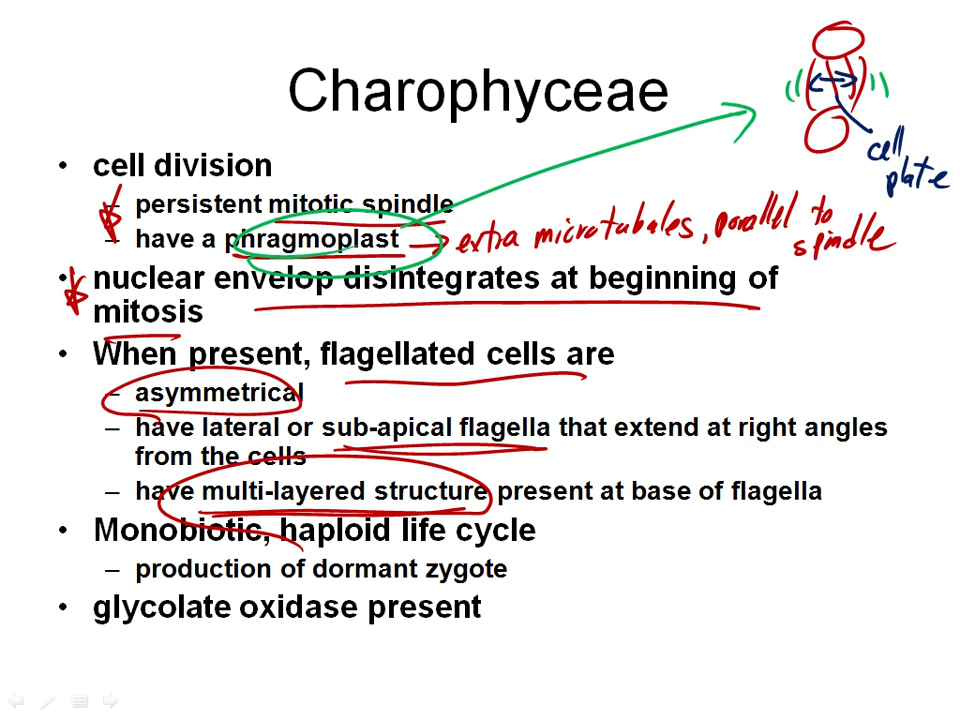 Charophyceae
cell plate
• cell division
– persistent mitotic spindle
– have a phragmoplast → extra microtubules, parallel to spindle
• nuclear envelop disintegrates at beginning of
mitosis
• When present, flagellated cells are
– asymmetrical
– have lateral or sub-apical flagella that extend at right angles
from the cells
– have multi-layered structure present at base of flagella
• Monobiotic, haploid life cycle
– production of dormant zygote
• glycolate oxidase present